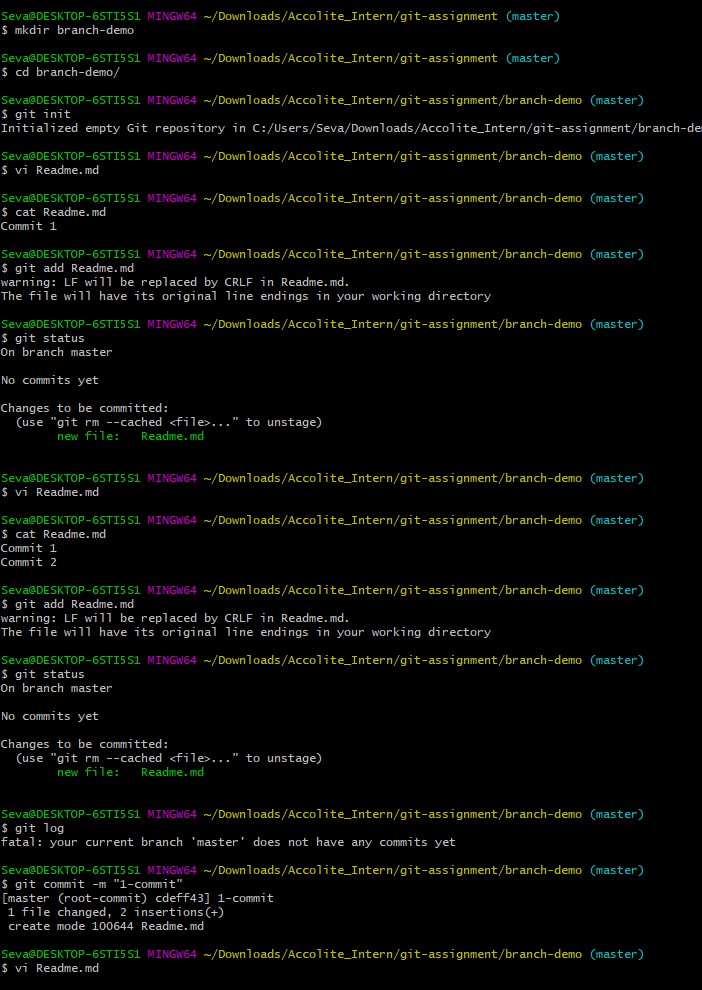 Seva@DESKTOP-6STI5S1 MINGW64 ~/Downloads/Accolite_Intern/git-assignment (master)
$ mkdir branch-demo
Seva@DESKTOP-6STI5S1 MINGW64 ~/Downloads/Accolite_Intern/git-assignment (master)
$ cd branch-demo/
Seva@DESKTOP-6STI5S1 MINGW64 ~/Downloads/Accolite_Intern/git-assignment/branch-demo (master)
$ git init
Initialized empty Git repository in C:/Users/Seva/Downloads/Accolite_Intern/git-assignment/branch-de
Seva@DESKTOP-6STI5S1 MINGW64 ~/Downloads/Accolite_Intern/git-assignment/branch-demo (master)
$ vi Readme.md
Seva@DESKTOP-6STI5S1 MINGW64 ~/Downloads/Accolite_Intern/git-assignment/branch-demo (master)
$ cat Readme.md
Commit 1
Seva@DESKTOP-6STI5S1 MINGW64 ~/Downloads/Accolite_Intern/git-assignment/branch-demo (master)
$ git add Readme.md
warning: LF will be replaced by CRLF in Readme.md.
The file will have its original line endings in your working directory
Seva@DESKTOP-6STI5S1 MINGW64 ~/Downloads/Accolite_Intern/git-assignment/branch-demo (master)
$ git status
On branch master
No commits yet
Changes to be committed:
  (use "git rm --cached <file>..." to unstage)
        new file:   Readme.md
Seva@DESKTOP-6STI5S1 MINGW64 ~/Downloads/Accolite_Intern/git-assignment/branch-demo (master)
$ vi Readme.md
Seva@DESKTOP-6STI5S1 MINGW64 ~/Downloads/Accolite_Intern/git-assignment/branch-demo (master)
$ cat Readme.md
Commit 1
Commit 2
Seva@DESKTOP-6STI5S1 MINGW64 ~/Downloads/Accolite_Intern/git-assignment/branch-demo (master)
$ git add Readme.md
warning: LF will be replaced by CRLF in Readme.md.
The file will have its original line endings in your working directory
Seva@DESKTOP-6STI5S1 MINGW64 ~/Downloads/Accolite_Intern/git-assignment/branch-demo (master)
$ git status
On branch master
No commits yet
Changes to be committed:
  (use "git rm --cached <file>..." to unstage)
        new file:   Readme.md
Seva@DESKTOP-6STI5S1 MINGW64 ~/Downloads/Accolite_Intern/git-assignment/branch-demo (master)
$ git log
fatal: your current branch 'master' does not have any commits yet
Seva@DESKTOP-6STI5S1 MINGW64 ~/Downloads/Accolite_Intern/git-assignment/branch-demo (master)
$ git commit -m "1-commit"
[master (root-commit) cdeff43] 1-commit
 1 file changed, 2 insertions(+)
 create mode 100644 Readme.md
Seva@DESKTOP-6STI5S1 MINGW64 ~/Downloads/Accolite_Intern/git-assignment/branch-demo (master)
$ vi Readme.md